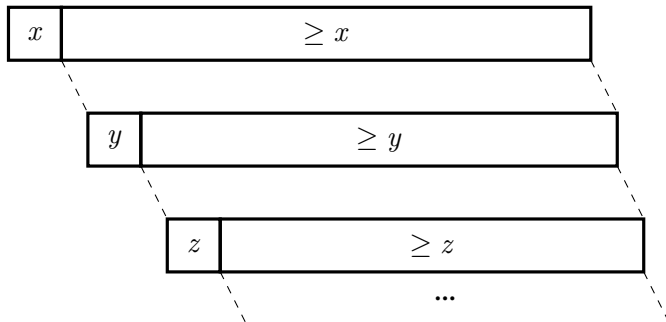 x ≥ x
y ≥ y
z ≥ z
...